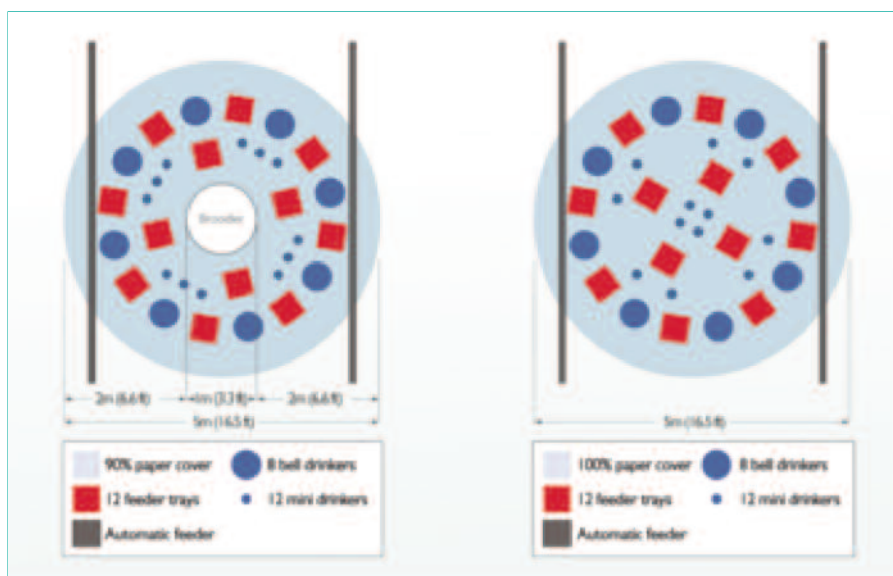 Brooder
2m (6.6 ft) 1m (3.3 ft) 2m (6.6 ft)
5m (16.5 ft)
90% paper cover 8 bell drinkers
12 feeder trays 12 mini drinkers
Automatic feeder
5m (16.5 ft)
100% paper cover 8 bell drinkers
12 feeder trays 12 mini drinkers
Automatic feeder